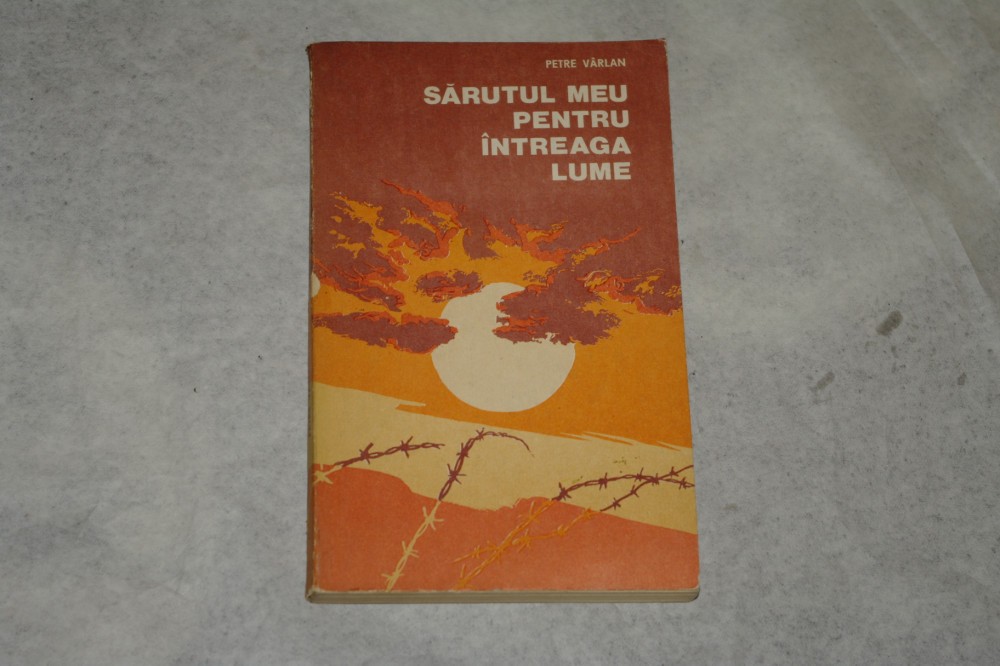 PETRE VÂRLAN
SĂRUTUL MEU
PENTRU
ÎNTREAGA
LUME